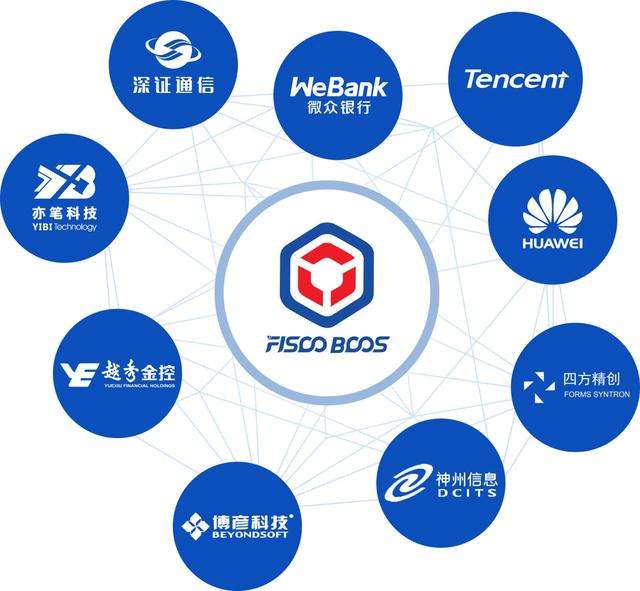 深证通信
WeBank
微众银行
Tencent
亦笔科技
YIBI Technology
HUAWEI
FISCO BCOS
越秀金控
YUEXIU FINANCIAL HOLDINGS
四方精创
FORMS SYNTRON
神州信息
DCITS
博彦科技
BEYONDSOFT